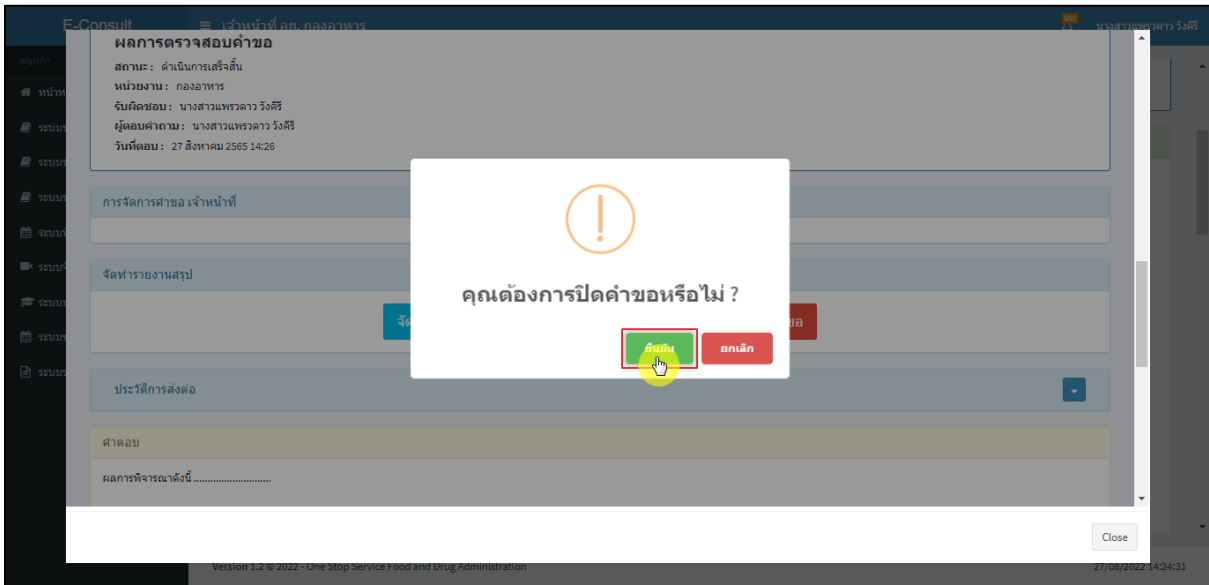 E-Consult
≡ เจ้าหน้าที่ อย. กองอาหาร
นางสาวแพรวดาว วังคีรี
เมนูหลัก
ผลการตรวจสอบคำขอ
สถานะ : ดำเนินการเสร็จสิ้น
หน่วยงาน : กองอาหาร
รับผิดชอบ : นางสาวแพรวดาว วังคีรี
ผู้ตอบคำถาม : นางสาวแพรวดาว วังคีรี
วันที่ตอบ : 27 สิงหาคม 2565 14:26
การจัดการคำขอ เจ้าหน้าที่
จัดทำรายงานสรุป
คุณต้องการปิดคำขอหรือไม่ ?
ยืนยัน
ยกเลิก
ประวัติการส่งต่อ
คำตอบ
ผลการพิจารณาดังนี้ ............................
Close
Version 1.2 © 2022 - One Stop Service Food and Drug Administration
27/08/2022 14:24:31